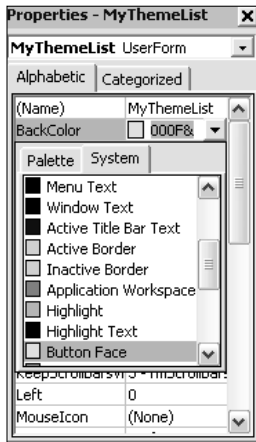 Properties - MyThemeList
MyThemeList UserForm
Alphabetic Categorized
(Name) MyThemeList
BackColor 000F&
Palette System
Menu Text
Window Text
Active Title Bar Text
Active Border
Inactive Border
Application Workspace
Highlight
Highlight Text
Button Face
Left 0
MouseIcon (None)